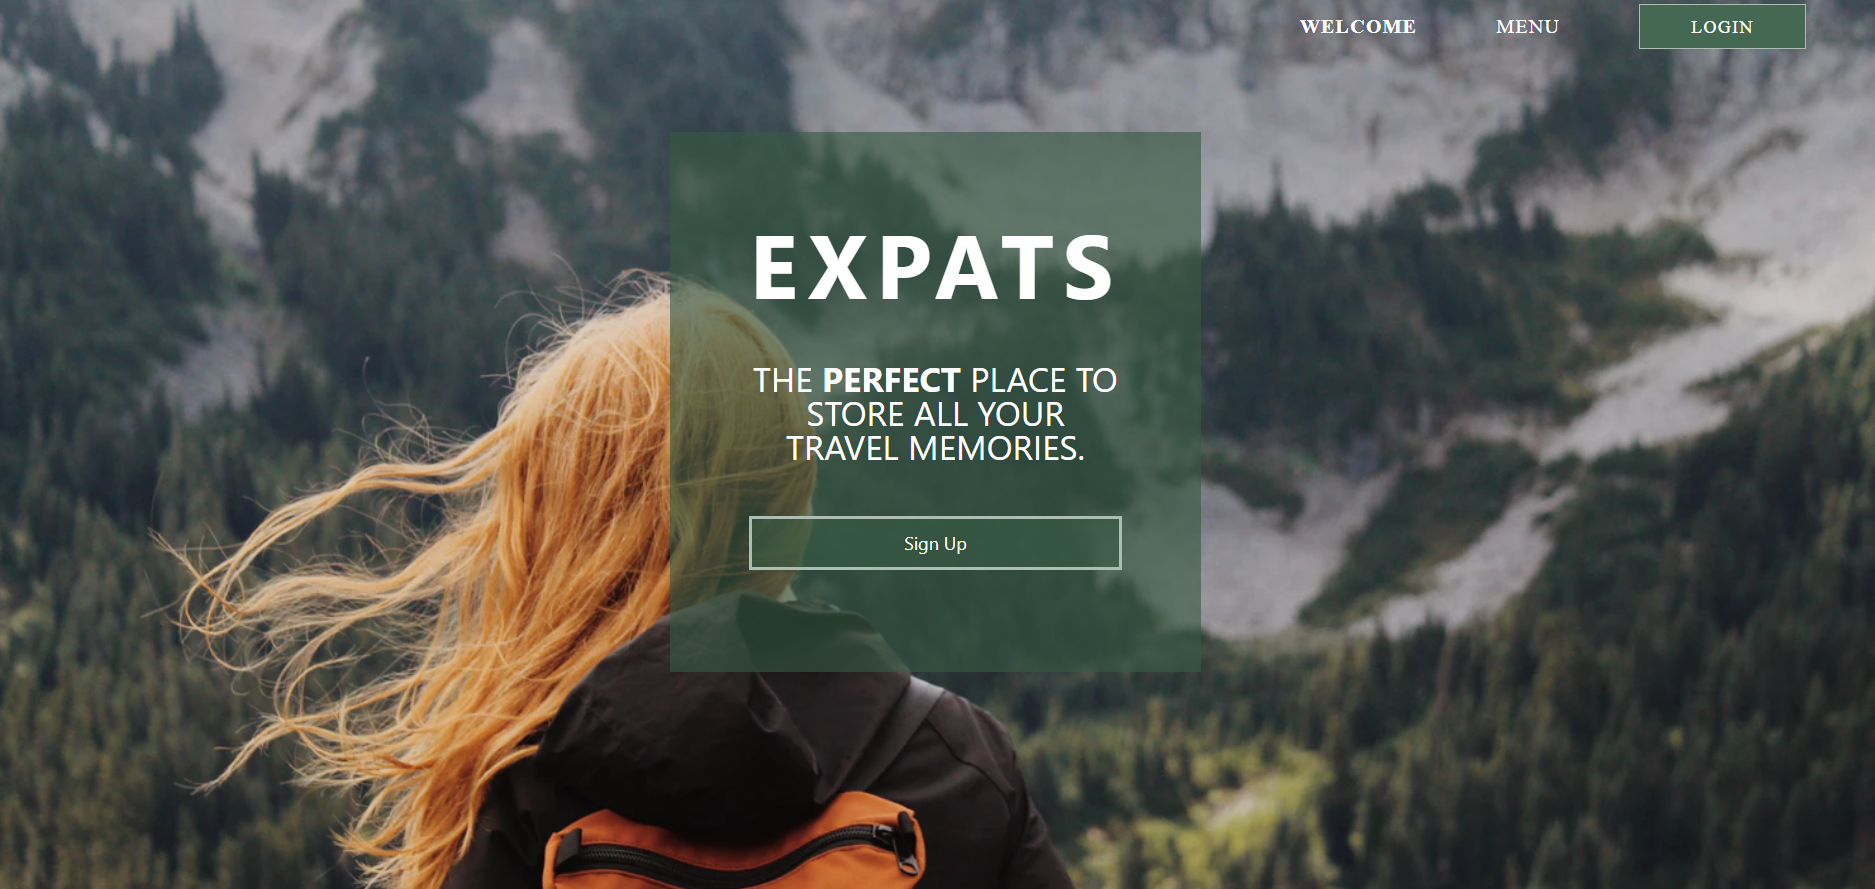 WELCOME MENU LOGIN
EXPATS
THE PERFECT PLACE TO
STORE ALL YOUR
TRAVEL MEMORIES.
Sign Up